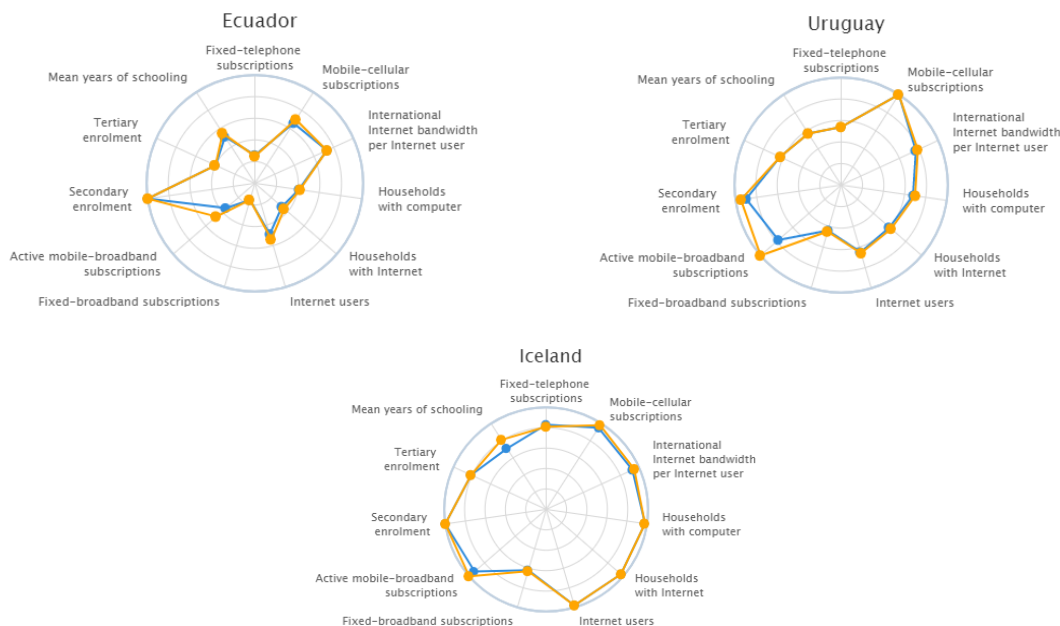 Ecuador
Fixed-telephone
subscriptions
Mobile-cellular
subscriptions
International
Internet bandwidth
per Internet user
Households
with computer
Households
with Internet
Internet users
Fixed-broadband subscriptions
Active mobile-broadband
subscriptions
Secondary
enrolment
Tertiary
enrolment
Mean years of schooling
Uruguay
Fixed-telephone
subscriptions
Mobile-cellular
subscriptions
International
Internet bandwidth
per Internet user
Households
with computer
Households
with Internet
Internet users
Fixed-broadband subscriptions
Active mobile-broadband
subscriptions
Secondary
enrolment
Tertiary
enrolment
Mean years of schooling
Iceland
Fixed-telephone
subscriptions
Mobile-cellular
subscriptions
International
Internet bandwidth
per Internet user
Households
with computer
Households
with Internet
Internet users
Fixed-broadband subscriptions
Active mobile-broadband
subscriptions
Secondary
enrolment
Tertiary
enrolment
Mean years of schooling